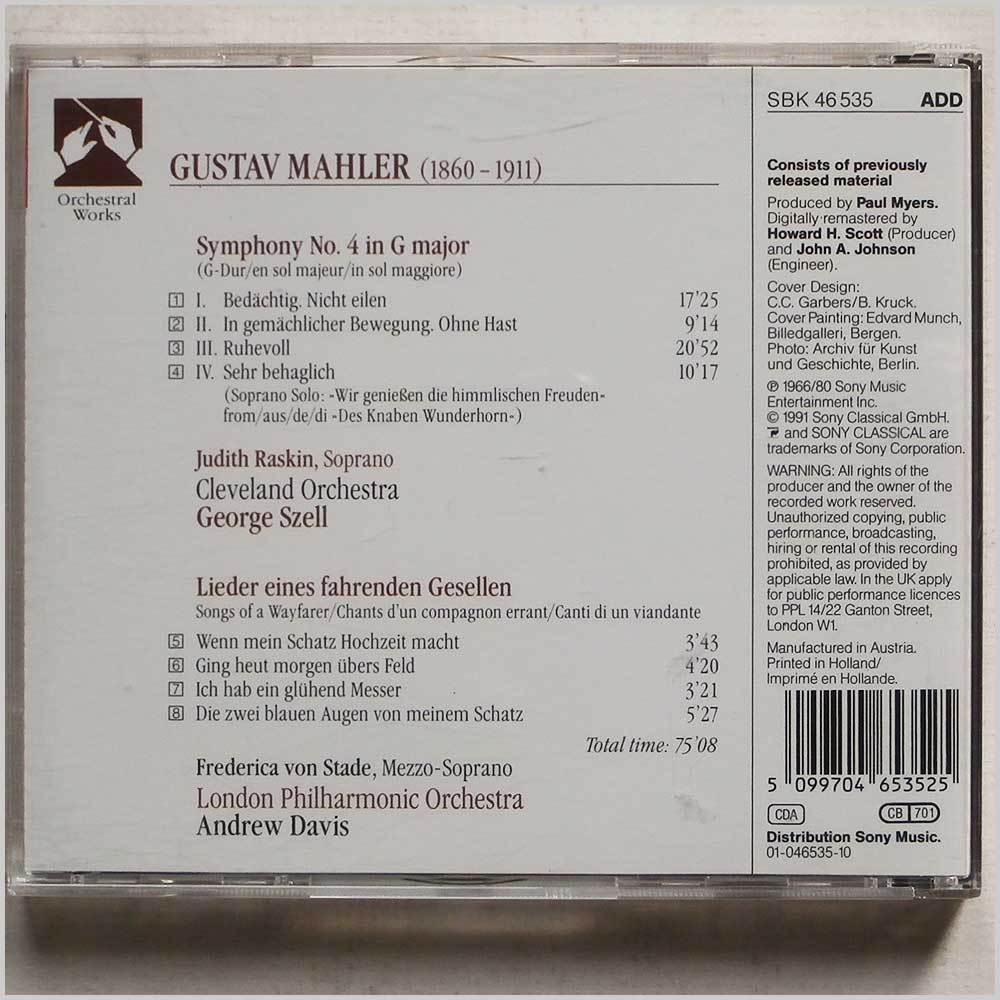 Orchestral
Works
GUSTAV MAHLER (1860–1911)
Symphony No. 4 in G major
(G-Dur/en sol majeur/in sol maggiore)
1 I. Bedächtig. Nicht eilen 17'25
2 II. In gemächlicher Bewegung. Ohne Hast 9'14
3 III. Ruhevoll 20'52
4 IV. Sehr behaglich 10'17
(Soprano Solo: »Wir genießen die himmlischen Freuden«
from/aus/de/di »Des Knaben Wunderhorn«)
Judith Raskin, Soprano
Cleveland Orchestra
George Szell
Lieder eines fahrenden Gesellen
Songs of a Wayfarer/Chants d'un compagnon errant/Canti di un viandante
5 Wenn mein Schatz Hochzeit macht 3'43
6 Ging heut morgen übers Feld 4'20
7 Ich hab ein glühend Messer 3'21
8 Die zwei blauen Augen von meinem Schatz 5'27
Total time: 75'08
Frederica von Stade, Mezzo-Soprano
London Philharmonic Orchestra
Andrew Davis
SBK 46 535 ADD
Consists of previously
released material
Produced by Paul Myers.
Digitally remastered by
Howard H. Scott (Producer)
and John A. Johnson
(Engineer).
Cover Design:
C.C. Garbers/B. Kruck.
Cover Painting: Edvard Munch,
Billedgalleri, Bergen.
Photo: Archiv für Kunst
und Geschichte, Berlin.
℗ 1966/80 Sony Music
Entertainment Inc.
© 1991 Sony Classical GmbH.
and SONY CLASSICAL are
trademarks of Sony Corporation.
WARNING: All rights of the
producer and the owner of the
recorded work reserved.
Unauthorized copying, public
performance, broadcasting,
hiring or rental of this recording
prohibited, as provided by
applicable law. In the UK apply
for public performance licences
to PPL 14/22 Ganton Street,
London W1.
Manufactured in Austria.
Printed in Holland/
Imprimé en Hollande.
5 099704 653525
CDA CB 701
Distribution Sony Music.
01-046535-10